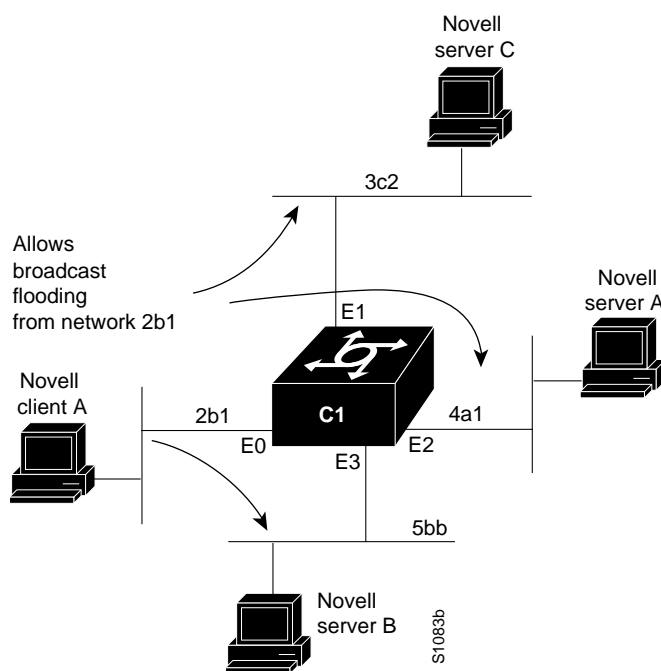 Novell
server C
3c2
Allows
broadcast
flooding
from network 2b1
Novell
server A
E1
Novell
client A
2b1
C1
4a1
E0
E2
E3
5bb
Novell
server B
S1083b